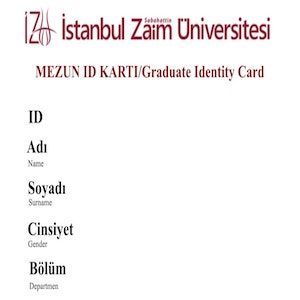 İZÜ Sabahattin
İstanbul Zaim Üniversitesi
MEZUN ID KARTI/Graduate Identity Card
ID
Adı
Name
Soyadı
Surname
Cinsiyet
Gender
Bölüm
Departmen